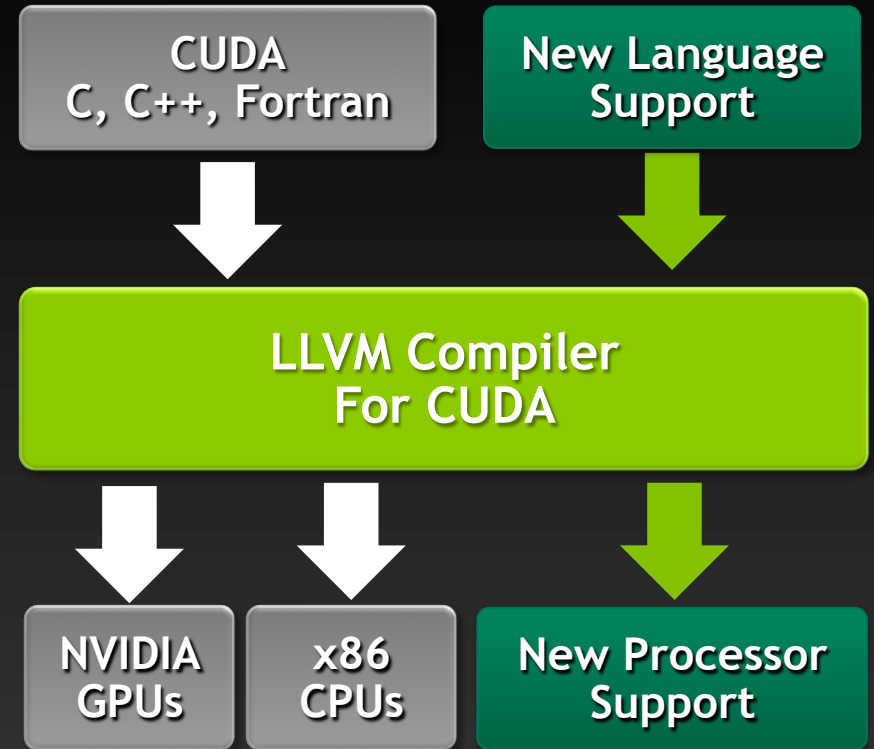 CUDA
C, C++, Fortran
New Language
Support
LLVM Compiler
For CUDA
NVIDIA
GPUs
x86
CPUs
New Processor
Support